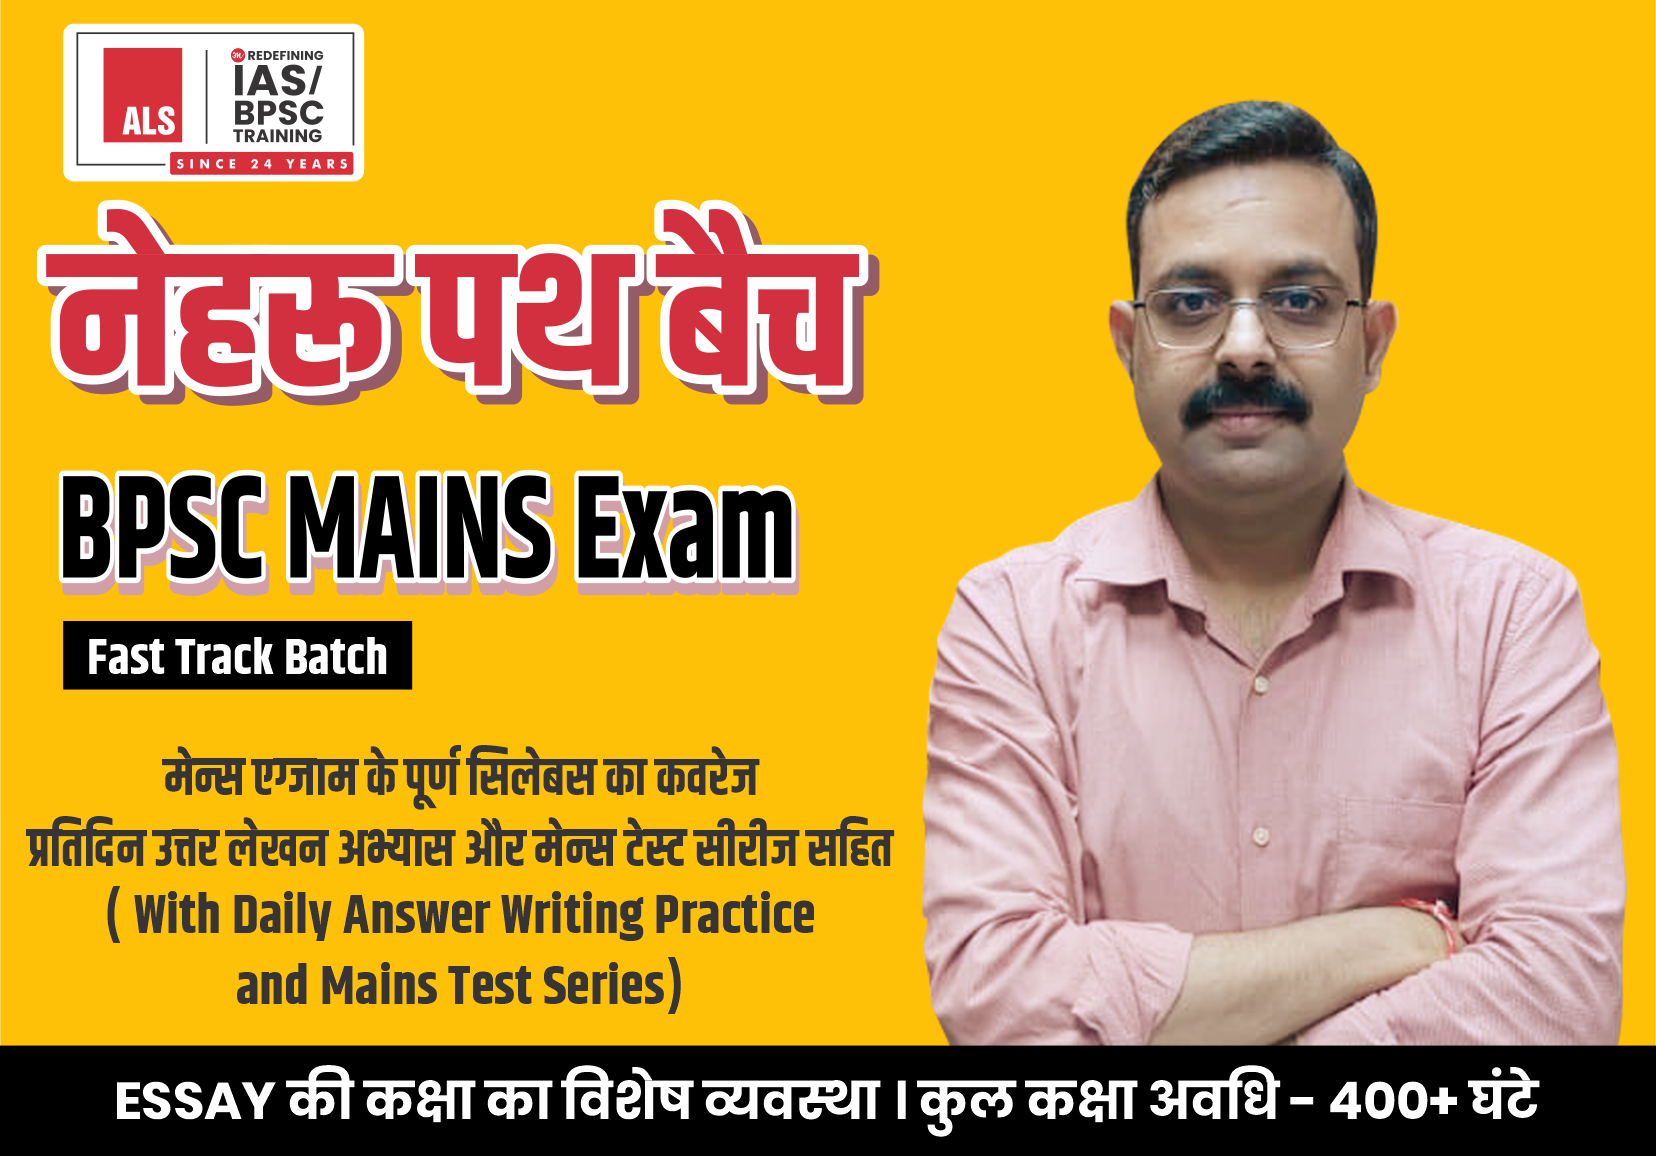 ALS
3K REDEFINING
IAS/
BPSC
TRAINING
SINCE 24 YEARS
नेहरू पथ बैच
BPSC MAINS Exam
Fast Track Batch
मेन्स एग्जाम के पूर्ण सिलेबस का कवरेज
प्रतिदिन उत्तर लेखन अभ्यास और मेन्स टेस्ट सीरीज सहित
( With Daily Answer Writing Practice
and Mains Test Series)
ESSAY की कक्षा का विशेष व्यवस्था । कुल कक्षा अवधि - 400+ घंटे